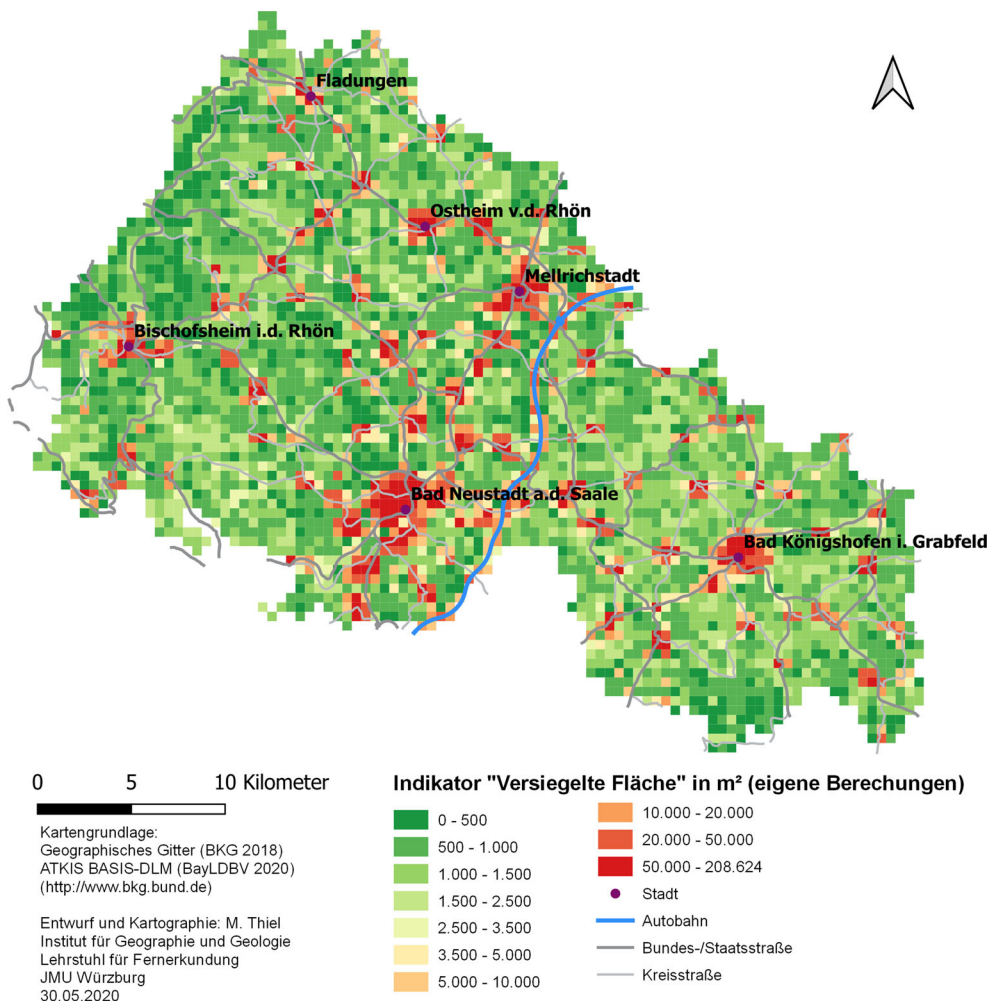 Fladungen
Ostheim v.d. Rhön
Mellrichstadt
Bischofsheim i.d. Rhön
Bad Neustadt a.d. Saale
Bad Königshofen i. Grabfeld
0 5 10 Kilometer
Kartengrundlage:
Geographisches Gitter (BKG 2018)
ATKIS BASIS-DLM (BayLDBV 2020)
(http://www.bkg.bund.de)
Entwurf und Kartographie: M. Thiel
Institut für Geographie und Geologie
Lehrstuhl für Fernerkundung
JMU Würzburg
30.05.2020
Indikator "Versiegelte Fläche" in m² (eigene Berechungen)
0 - 500
500 - 1.000
1.000 - 1.500
1.500 - 2.500
2.500 - 3.500
3.500 - 5.000
5.000 - 10.000
10.000 - 20.000
20.000 - 50.000
50.000 - 208.624
Stadt
Autobahn
Bundes-/Staatsstraße
Kreisstraße